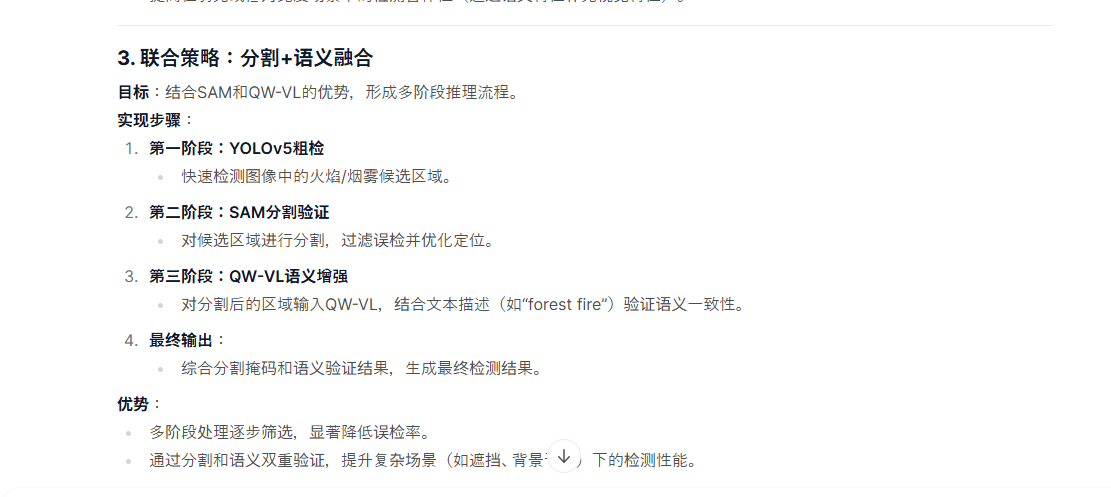 3. 联合策略：分割+语义融合
目标：结合SAM和QW-VL的优势，形成多阶段推理流程。
实现步骤：
1. 第一阶段：YOLOv5粗检
快速检测图像中的火焰/烟雾候选区域。
2. 第二阶段：SAM分割验证
对候选区域进行分割，过滤误检并优化定位。
3. 第三阶段：QW-VL语义增强
对分割后的区域输入QW-VL，结合文本描述（如“forest fire”）验证语义一致性。
4. 最终输出：
综合分割掩码和语义验证结果，生成最终检测结果。
优势：
多阶段处理逐步筛选，显著降低误检率。
通过分割和语义双重验证，提升复杂场景（如遮挡、背景）下的检测性能。